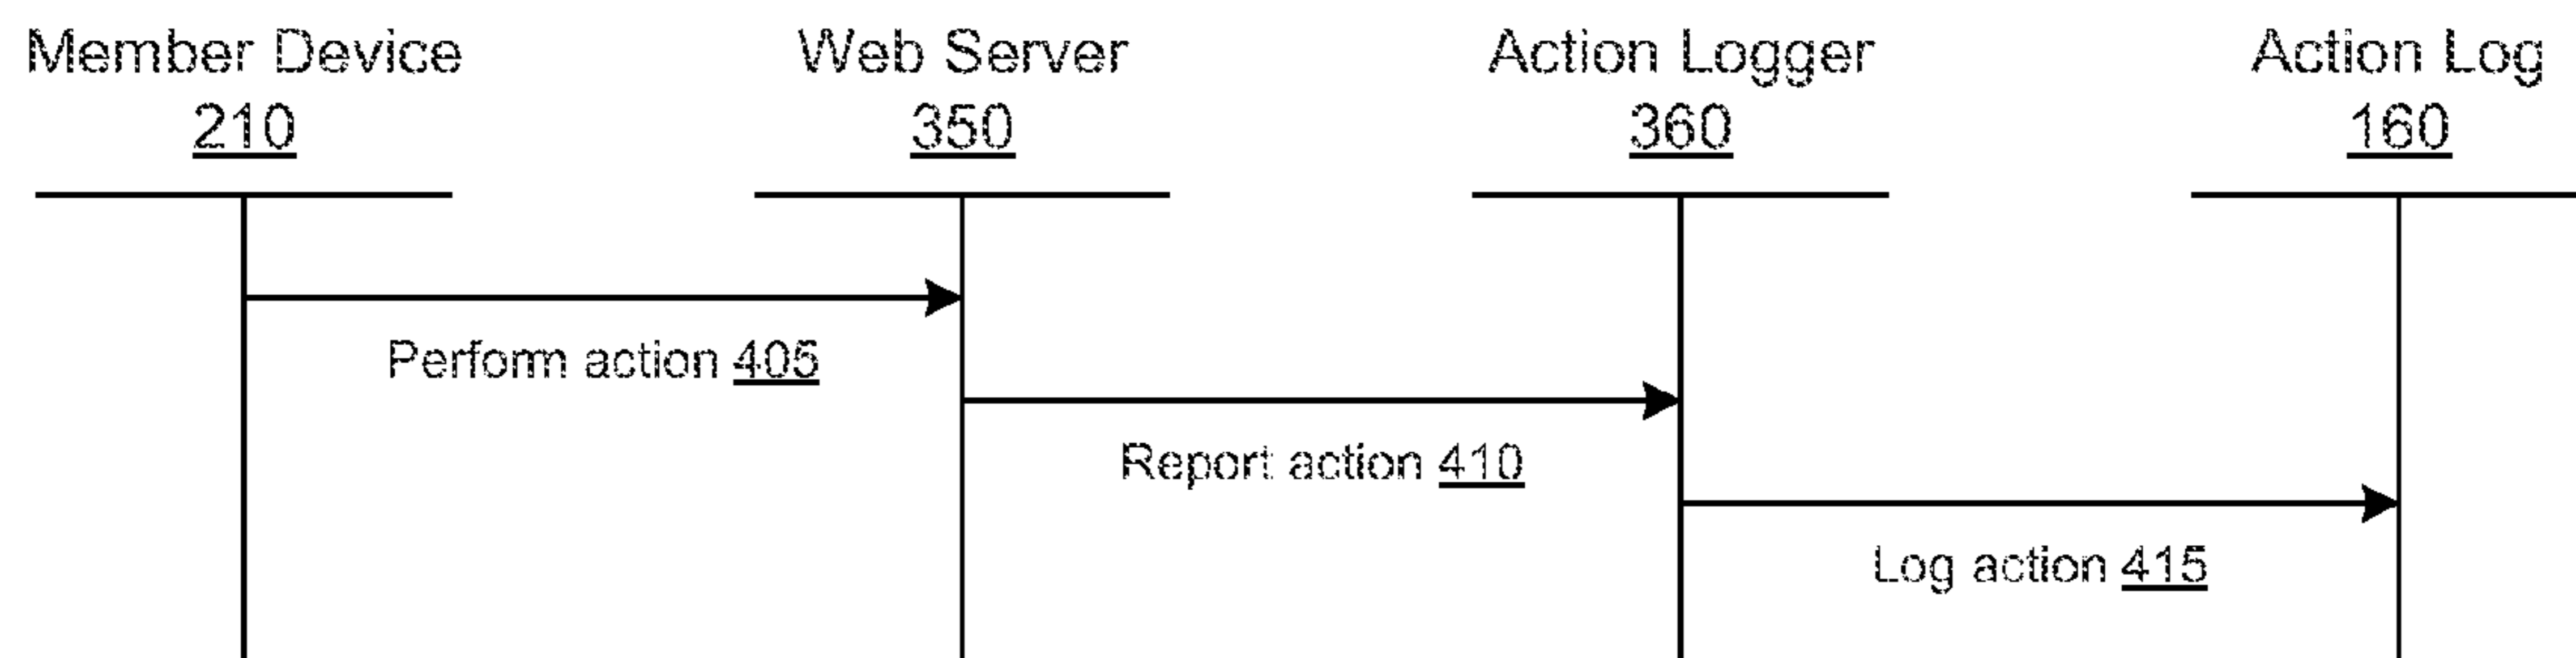 Member Device
210
Web Server
350
Action Logger
360
Action Log
160
Perform action 405
Report action 410
Log action 415